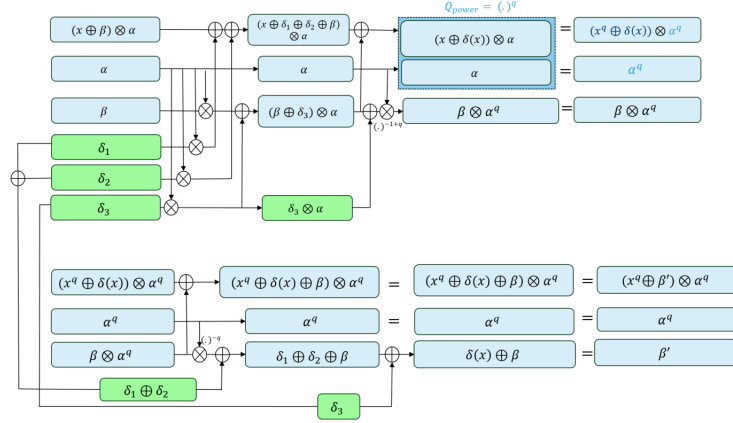 Q_power = (.)^q
(x ⊕ β) ⊗ α
(x ⊕ δ₁ ⊕ δ₂ ⊕ β)
⊗ α
(x ⊕ δ(x)) ⊗ α
=
(x^q ⊕ δ(x)) ⊗ α^q
α
α
α
=
α^q
β
(β ⊕ δ₃) ⊗ α
(.)^-1+q
β ⊗ α^q
=
β ⊗ α^q
δ₁
δ₂
δ₃
δ₃ ⊗ α
(x^q ⊕ δ(x)) ⊗ α^q
(x^q ⊕ δ(x) ⊕ β) ⊗ α^q
=
(x^q ⊕ δ(x) ⊕ β) ⊗ α^q
=
(x^q ⊕ β′) ⊗ α^q
α^q
α^q
=
α^q
=
α^q
(.)^-q
β ⊗ α^q
δ₁ ⊕ δ₂ ⊕ β
δ(x) ⊕ β
=
β′
δ₁ ⊕ δ₂
δ₃